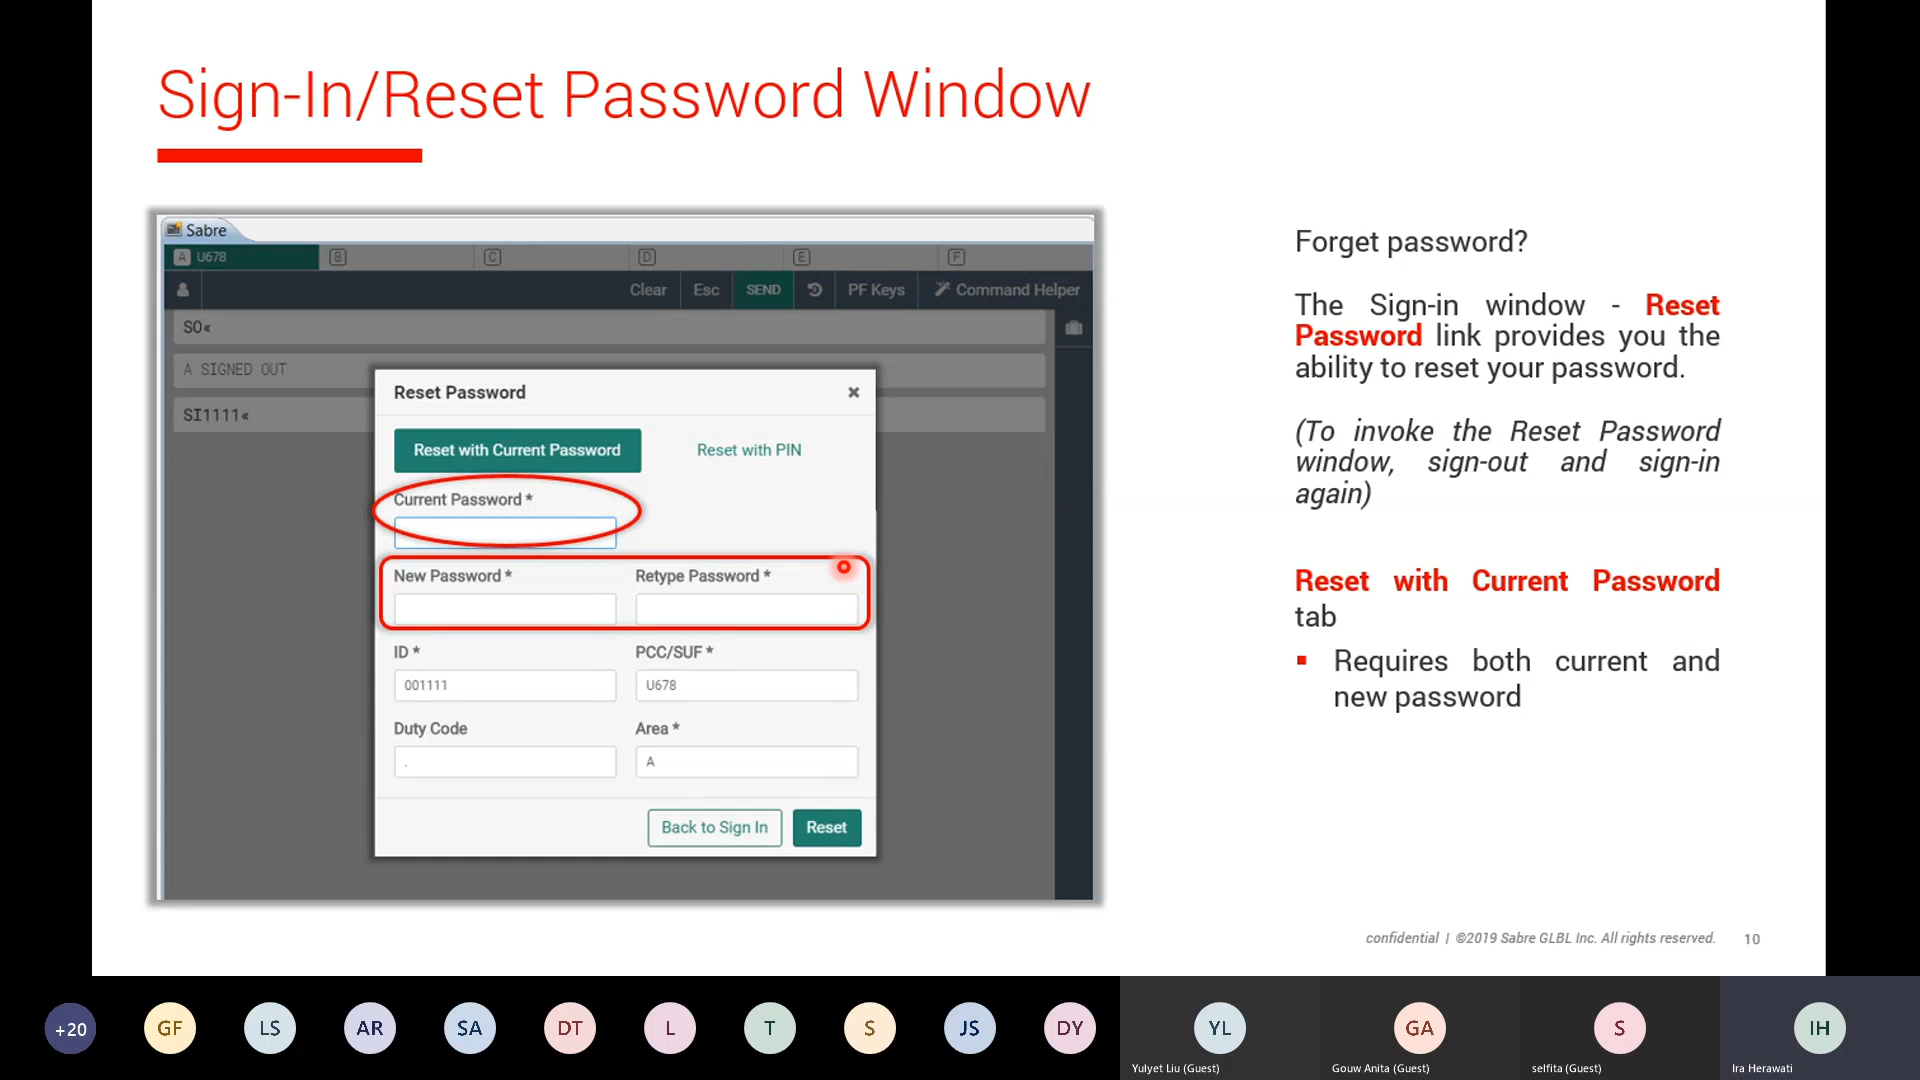 Sign-In/Reset Password Window
Sabre
A U678
B
C
D
E
F
Clear Esc SEND PF Keys Command Helper
SO«
A SIGNED OUT
SI1111«
Reset Password
Reset with Current Password Reset with PIN
Current Password *
New Password * Retype Password *
ID * PCC/SUF *
001111 U678
Duty Code Area *
. A
Back to Sign In Reset
Forget password?
The Sign-in window - Reset
Password link provides you the
ability to reset your password.
(To invoke the Reset Password
window, sign-out and sign-in
again)
Reset with Current Password
tab
Requires both current and
new password
confidential | ©2019 Sabre GLBL Inc. All rights reserved. 10
+20 GF LS AR SA DT L T S JS DY YL GA S IH
Yulyet Liu (Guest) Gouw Anita (Guest) selfita (Guest) Ira Herawati